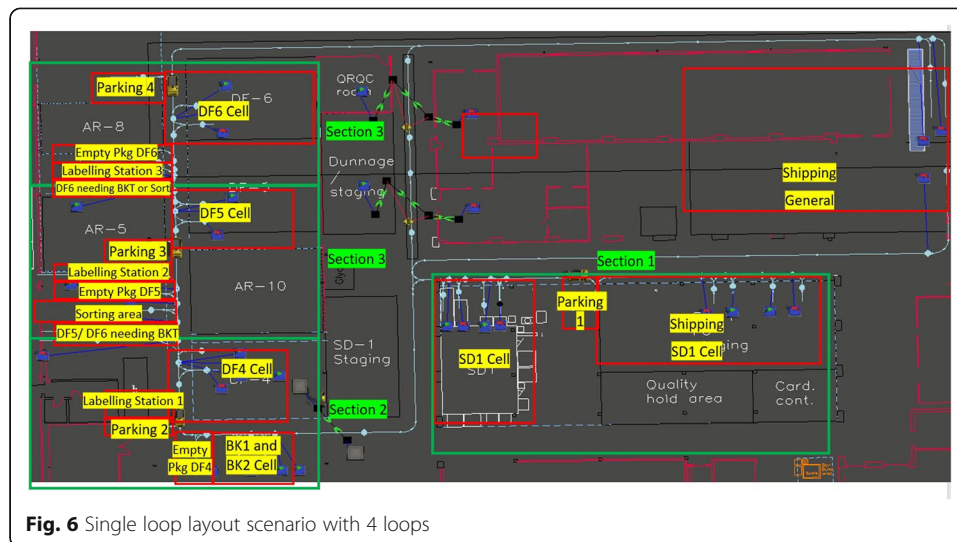 Parking 4
DF-6
DF6 Cell
QRQC
room
AR-8
Section 3
Empty Pkg DF6
Labelling Station 3
DF6 needing BKT or Sort
Dunnage
/
staging
Shipping
General
DF5 Cell
AR-5
Parking 3
Section 3
Section 1
Labelling Station 2
Empty Pkg DF5
AR-10
Sorting area
DF5/ DF6 needing BKT
Parking
1
Shipping
SD1 Cell
SD1 Cell
SD1
SD-1
Staging
DF4 Cell
Quality
hold area
Card.
cont.
Labelling Station 1
Parking 2
Section 2
Empty
Pkg DF4
BK1 and
BK2 Cell
Fig. 6 Single loop layout scenario with 4 loops